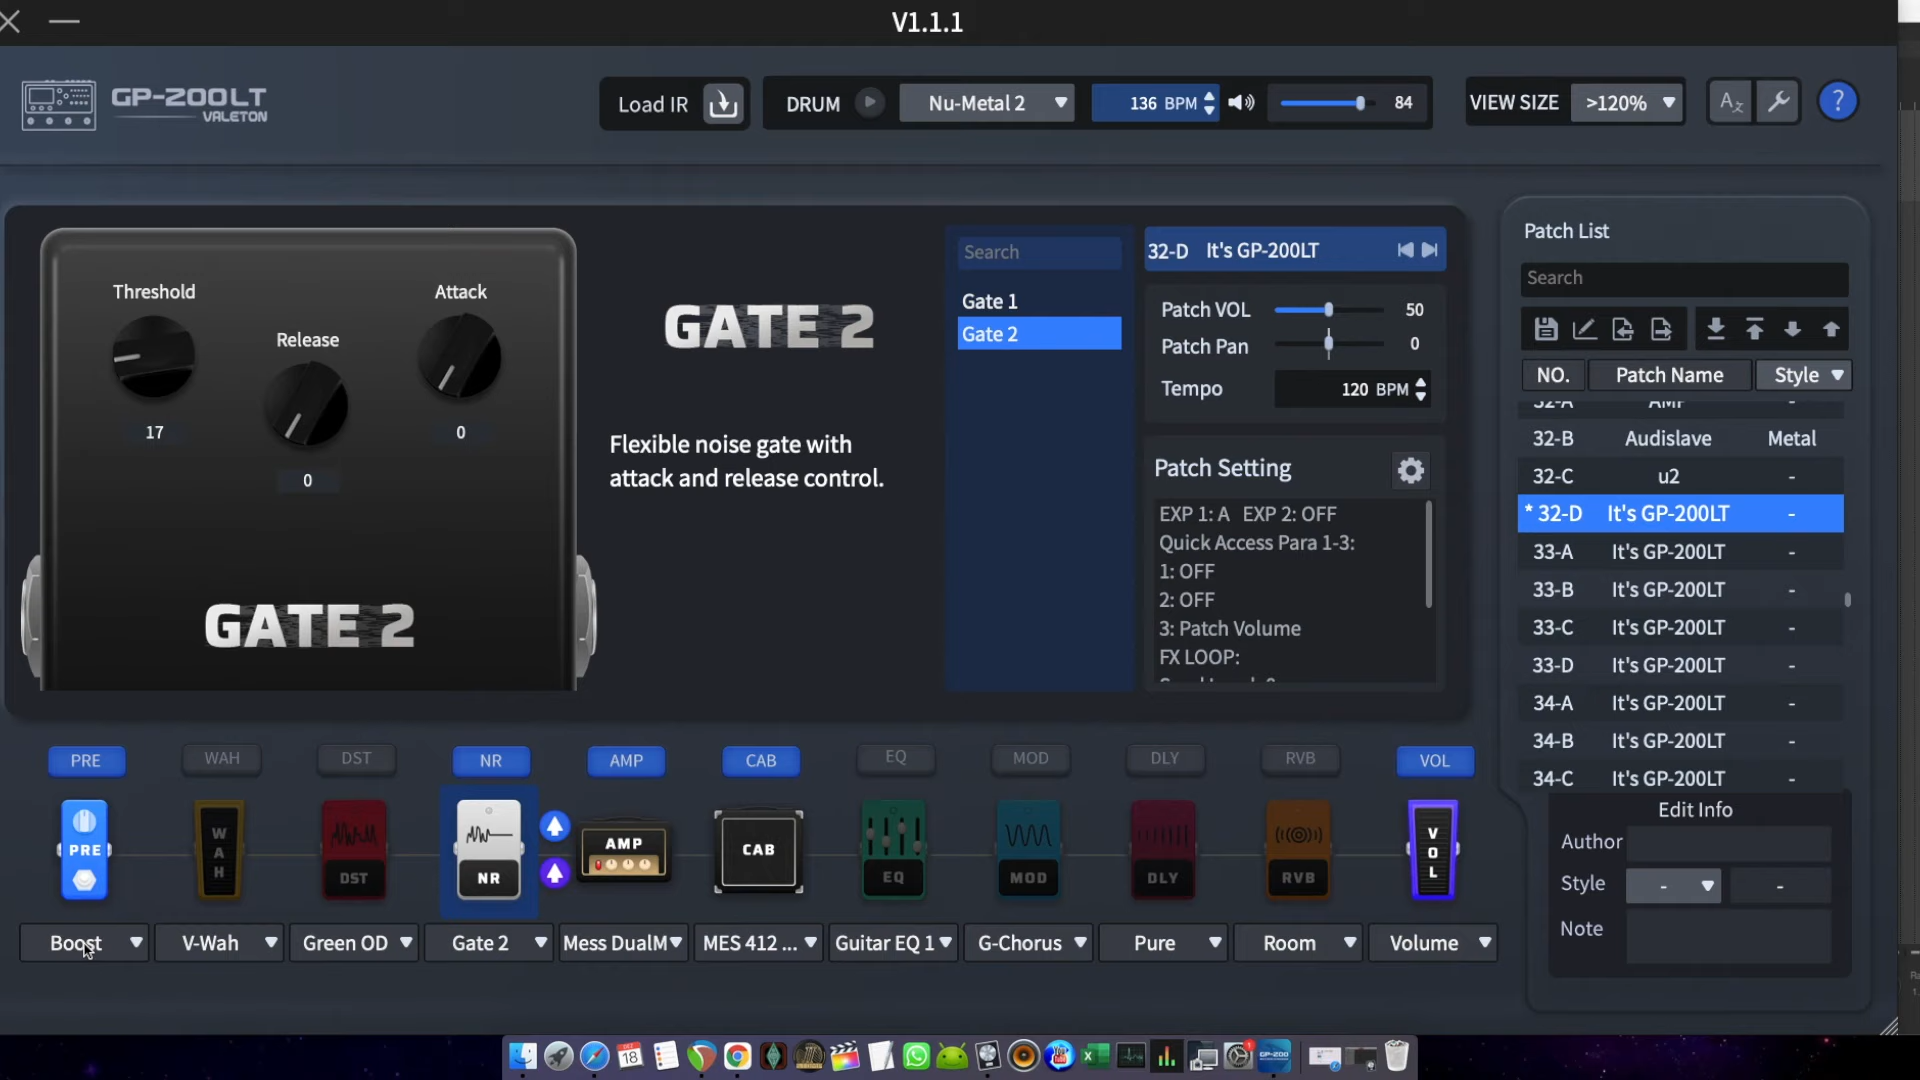 V1.1.1
GP-200LT
VALETON
Load IR
DRUM
Nu-Metal 2
136 BPM
84
VIEW SIZE
>120%
?
Threshold
17
Release
0
Attack
0
GATE 2
GATE 2
Flexible noise gate with
attack and release control.
Search
Gate 1
Gate 2
32-D It's GP-200LT
Patch VOL 50
Patch Pan 0
Tempo 120 BPM
Patch Setting
EXP 1: A EXP 2: OFF
Quick Access Para 1-3:
1: OFF
2: OFF
3: Patch Volume
FX LOOP:
Patch List
Search
NO. Patch Name Style
32-A AMP -
32-B Audislave Metal
32-C u2 -
* 32-D It's GP-200LT -
33-A It's GP-200LT -
33-B It's GP-200LT -
33-C It's GP-200LT -
33-D It's GP-200LT -
34-A It's GP-200LT -
34-B It's GP-200LT -
34-C It's GP-200LT -
Edit Info
Author
Style - -
Note
PRE WAH DST NR AMP CAB EQ MOD DLY RVB VOL
PRE WAH DST NR AMP CAB EQ MOD DLY RVB VOL
Boost V-Wah Green OD Gate 2 Mess DualM MES 412 ... Guitar EQ 1 G-Chorus Pure Room Volume
18
GP-200